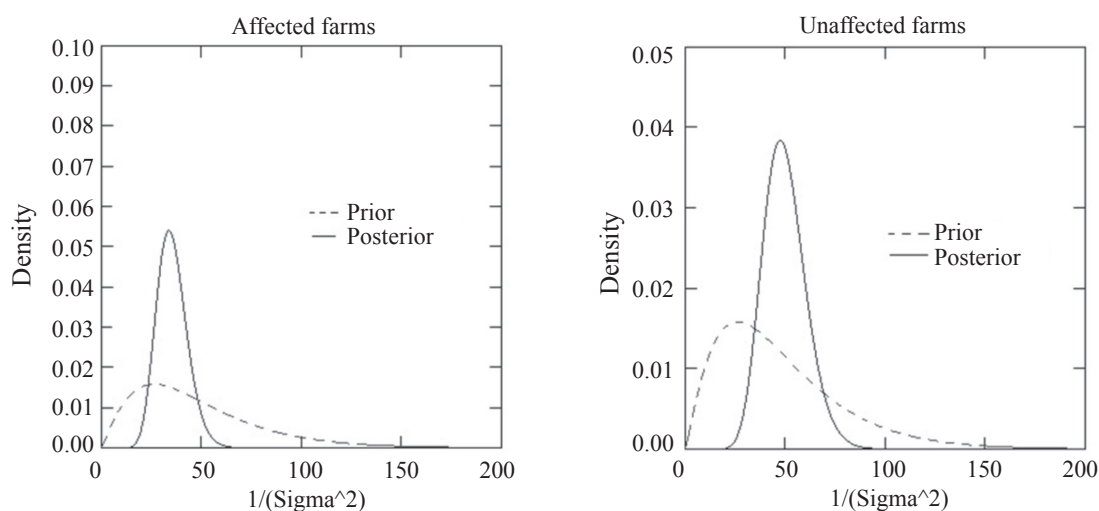 Affected farms
0.10
0.09
0.08
0.07
0.06
0.05
0.04
0.03
0.02
0.01
0.00
Density
Prior
Posterior
0 50 100 150 200
1/(Sigma^2)
Unaffected farms
0.05
0.04
0.03
0.02
0.01
0.00
Density
Prior
Posterior
0 50 100 150 200
1/(Sigma^2)